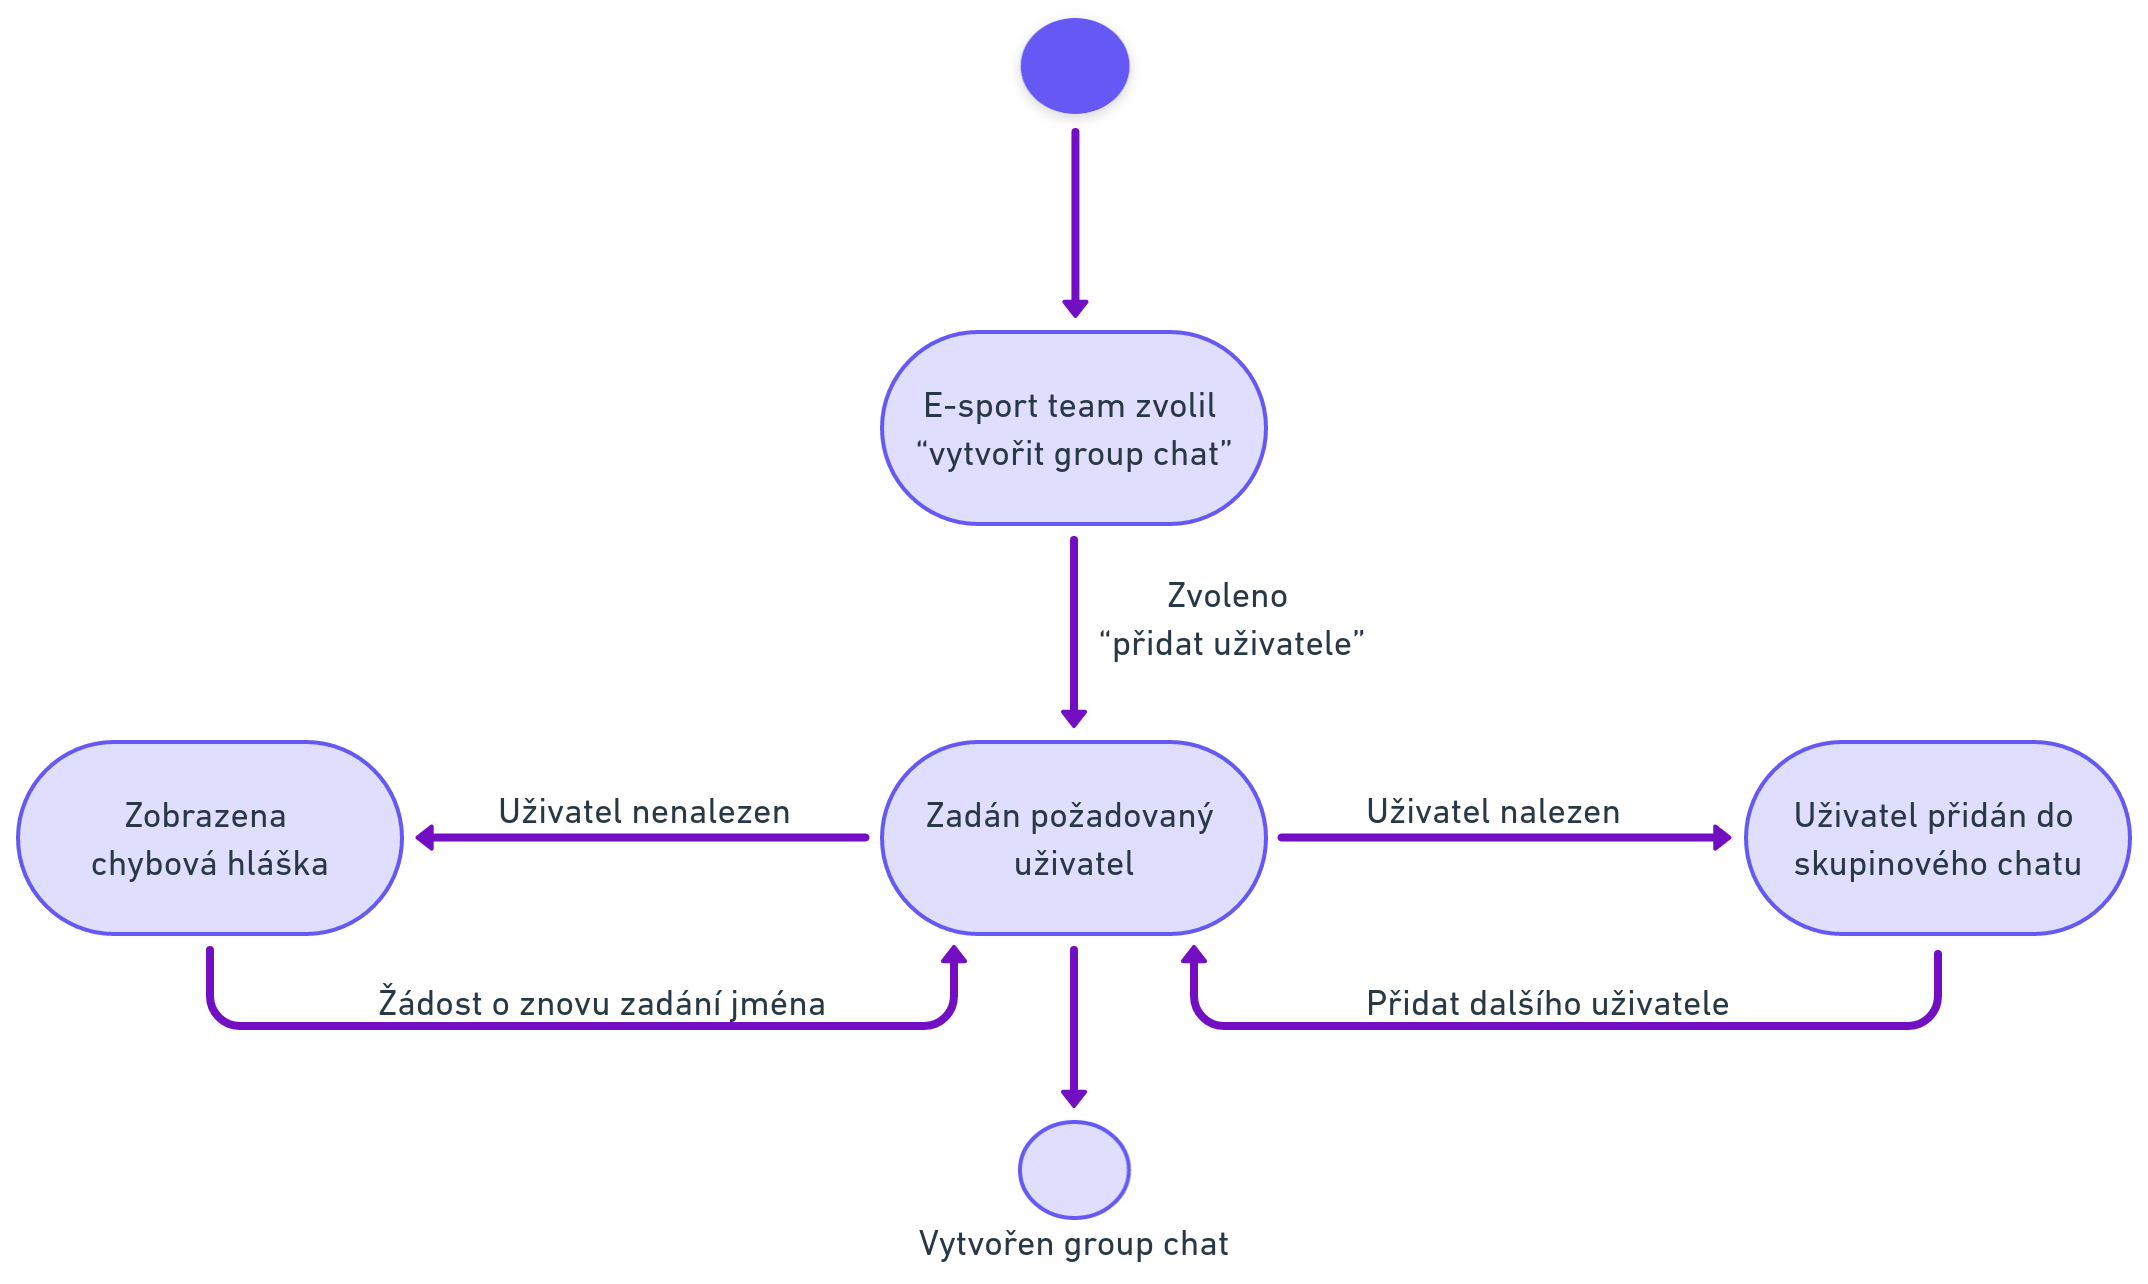 E-sport team zvolil
“vytvořit group chat”
Zvoleno
“přidat uživatele”
Zobrazena
chybová hláška
Uživatel nenalezen
Zadán požadovaný
uživatel
Uživatel nalezen
Uživatel přidán do
skupinového chatu
Žádost o znovu zadání jména
Přidat dalšího uživatele
Vytvořen group chat